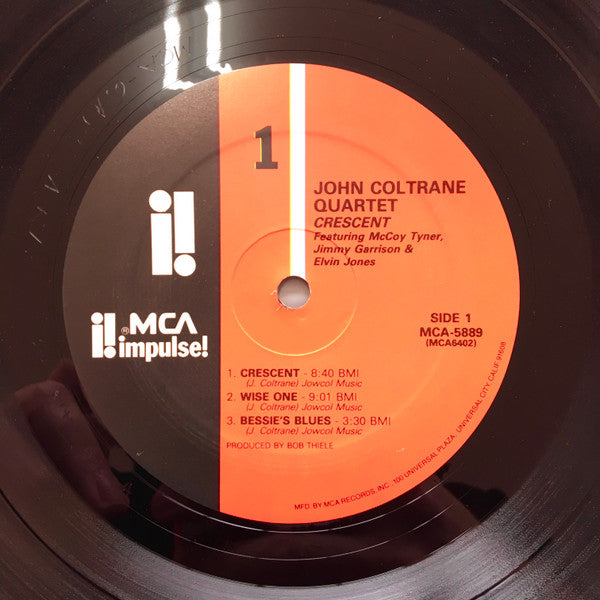 1
JOHN COLTRANE
QUARTET
CRESCENT
Featuring McCoy Tyner,
Jimmy Garrison &
Elvin Jones
i!
SIDE 1
MCA-5889
(MCA6402)
i!® MCA
impulse!
1. CRESCENT - 8:40 BMI
(J. Coltrane) Jowcol Music
2. WISE ONE - 9:01 BMI
(J. Coltrane) Jowcol Music
3. BESSIE'S BLUES - 3:30 BMI
(J. Coltrane) Jowcol Music
PRODUCED BY BOB THIELE
MFD. BY MCA RECORDS, INC., 100 UNIVERSAL PLAZA, UNIVERSAL CITY, CALIF. 91608